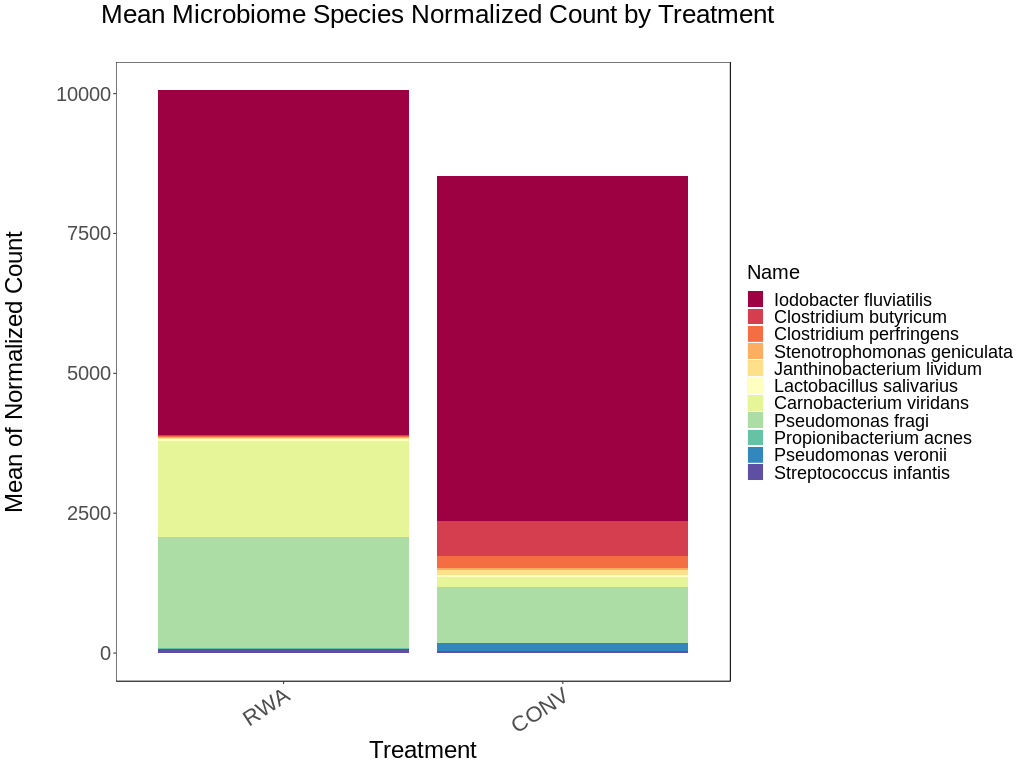 Mean Microbiome Species Normalized Count by Treatment
Mean of Normalized Count
10000
7500
5000
2500
0
RWA
CONV
Treatment
Name
Iodobacter fluviatilis
Clostridium butyricum
Clostridium perfringens
Stenotrophomonas geniculata
Janthinobacterium lividum
Lactobacillus salivarius
Carnobacterium viridans
Pseudomonas fragi
Propionibacterium acnes
Pseudomonas veronii
Streptococcus infantis